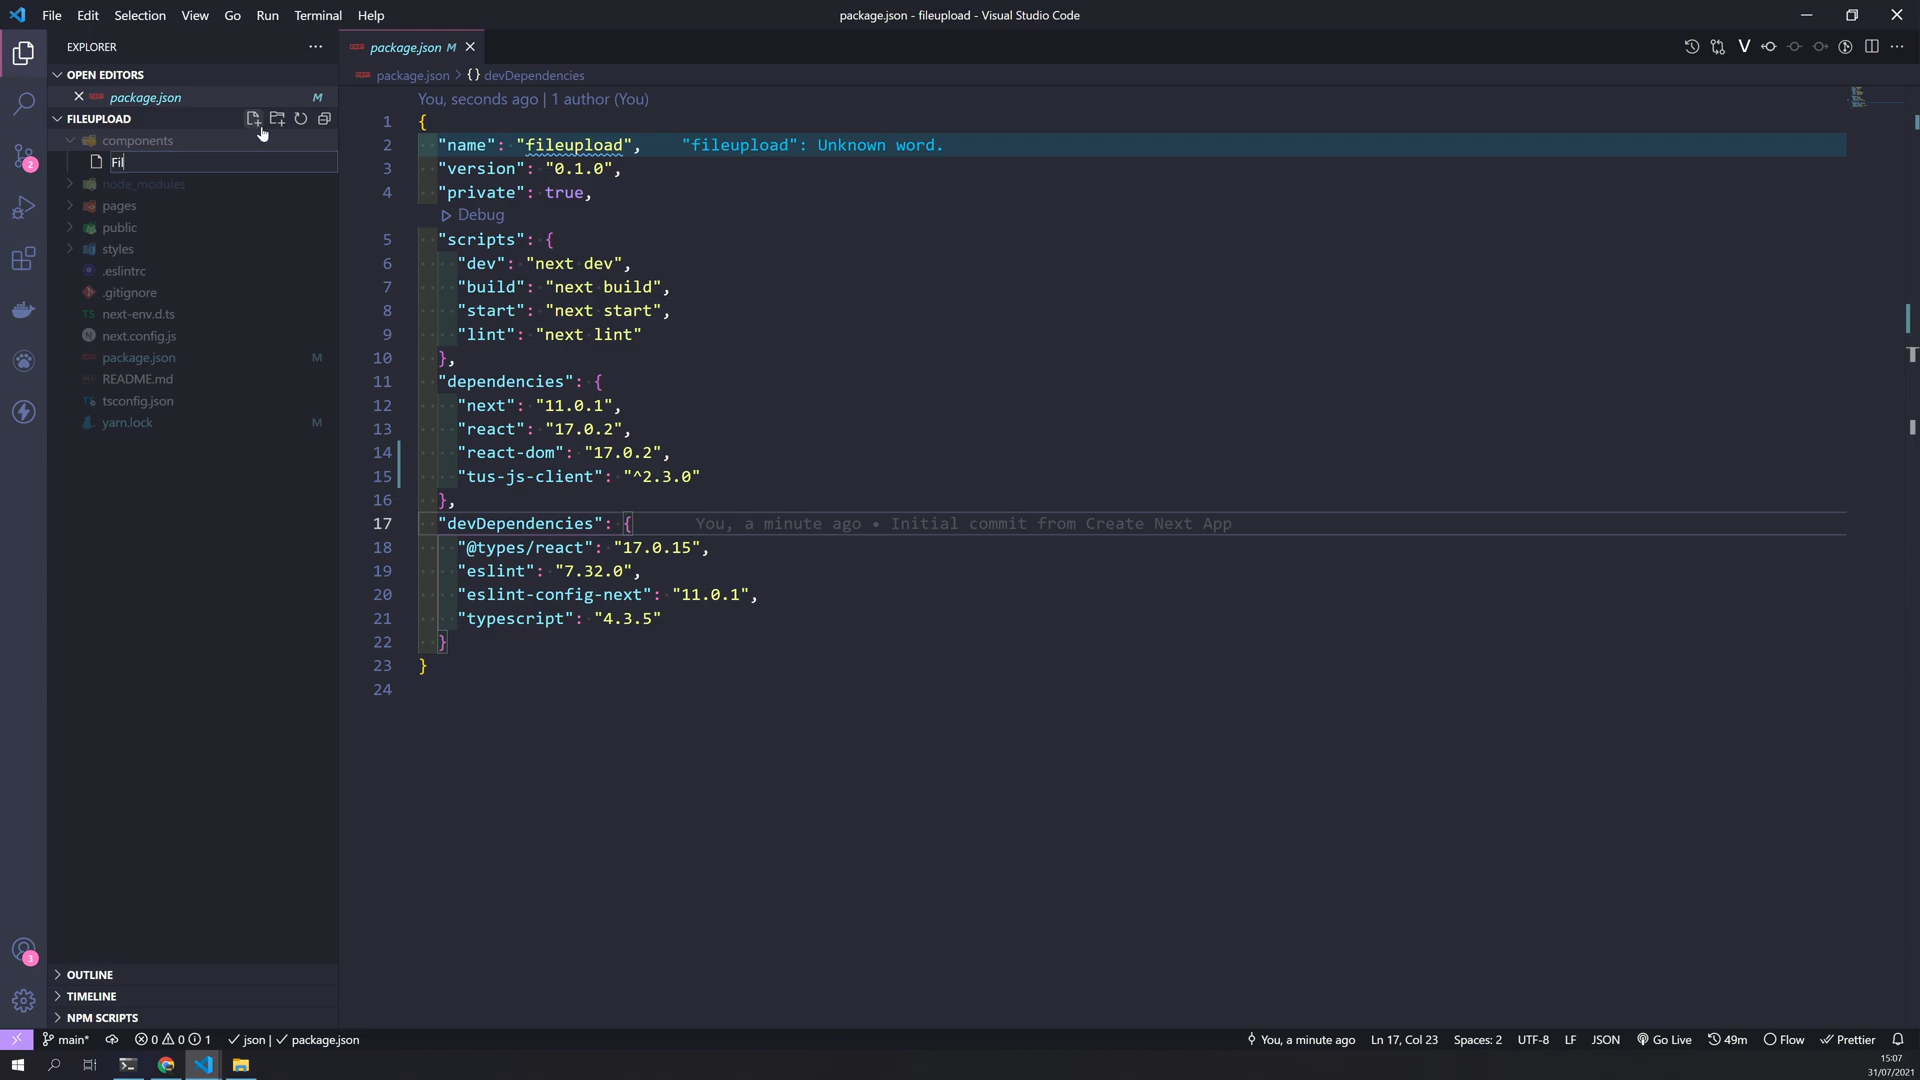 File Edit Selection View Go Run Terminal Help
package.json - fileupload - Visual Studio Code
EXPLORER
package.json M
OPEN EDITORS
package.json M
package.json > {} devDependencies
FILEUPLOAD
components
Fil
node_modules
pages
public
styles
.eslintrc
.gitignore
TS next-env.d.ts
N next.config.js
package.json M
README.md
TS tsconfig.json
yarn.lock M
OUTLINE
TIMELINE
NPM SCRIPTS
2
3
V
You, seconds ago | 1 author (You)
1 {
2 "name": "fileupload", "fileupload": Unknown word.
3 "version": "0.1.0",
4 "private": true,
Debug
5 "scripts": {
6 "dev": "next dev",
7 "build": "next build",
8 "start": "next start",
9 "lint": "next lint"
10 },
11 "dependencies": {
12 "next": "11.0.1",
13 "react": "17.0.2",
14 "react-dom": "17.0.2",
15 "tus-js-client": "^2.3.0"
16 },
17 "devDependencies": { You, a minute ago • Initial commit from Create Next App
18 "@types/react": "17.0.15",
19 "eslint": "7.32.0",
20 "eslint-config-next": "11.0.1",
21 "typescript": "4.3.5"
22 }
23 }
24
main* 0 0 1 json | package.json
You, a minute ago Ln 17, Col 23 Spaces: 2 UTF-8 LF JSON Go Live 49m Flow Prettier
15:07
31/07/2021